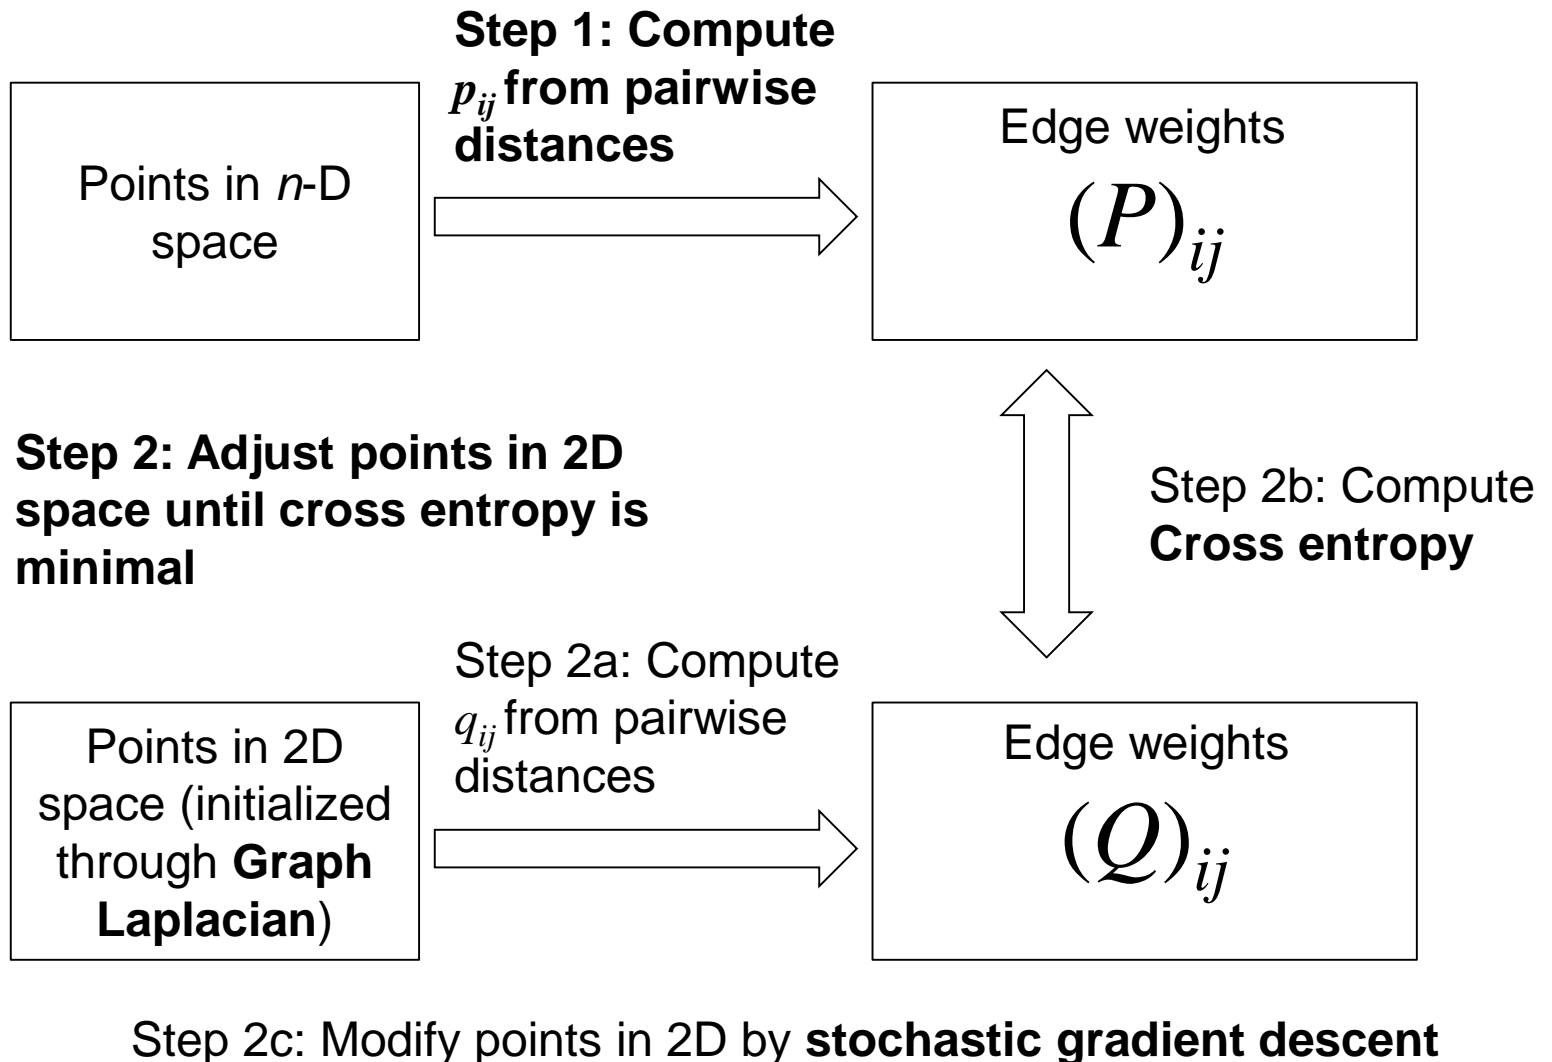 Step 1: Compute
p_ij from pairwise
distances
Points in n-D
space
Edge weights
(P)_ij
Step 2: Adjust points in 2D
space until cross entropy is
minimal
Step 2b: Compute
Cross entropy
Step 2a: Compute
q_ij from pairwise
distances
Points in 2D
space (initialized
through Graph
Laplacian)
Edge weights
(Q)_ij
Step 2c: Modify points in 2D by stochastic gradient descent